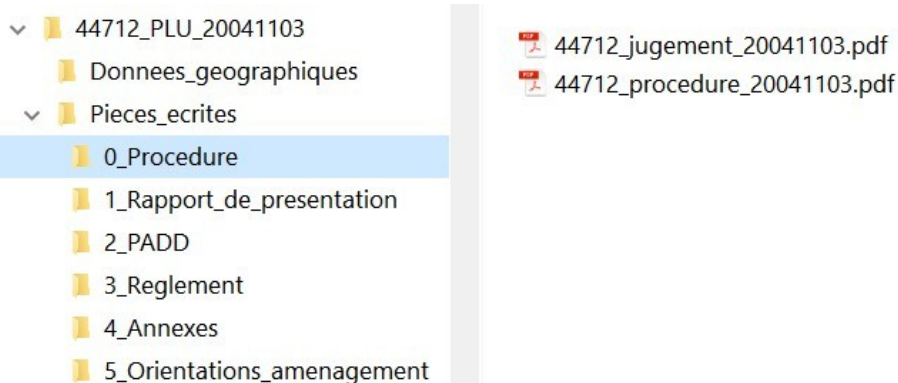 44712_PLU_20041103
Donnees_geographiques
Pieces_ecrites
0_Procedure
1_Rapport_de_presentation
2_PADD
3_Reglement
4_Annexes
5_Orientations_amenagement
44712_jugement_20041103.pdf
44712_procedure_20041103.pdf